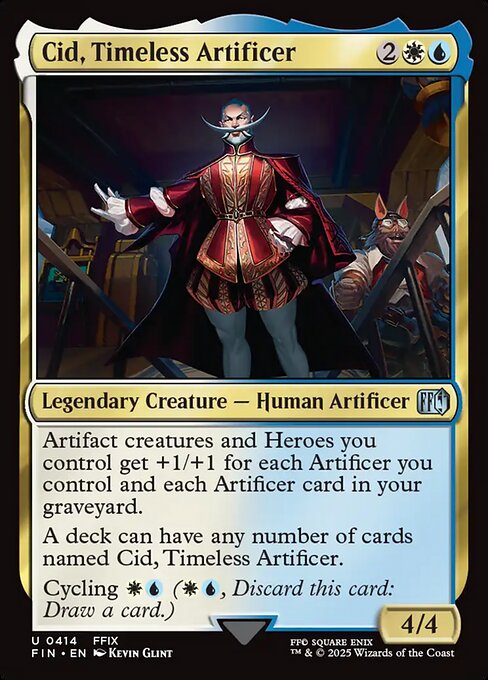 Cid, Timeless Artificer 2
Legendary Creature — Human Artificer FF
Artifact creatures and Heroes you
control get +1/+1 for each Artificer you
control and each Artificer card in your
graveyard.
A deck can have any number of cards
named Cid, Timeless Artificer.
Cycling (, Discard this card:
Draw a card.)
4/4
U 0414 FFIX
FIN • EN Kevin Glint
FF© SQUARE ENIX
™ & © 2025 Wizards of the Coast